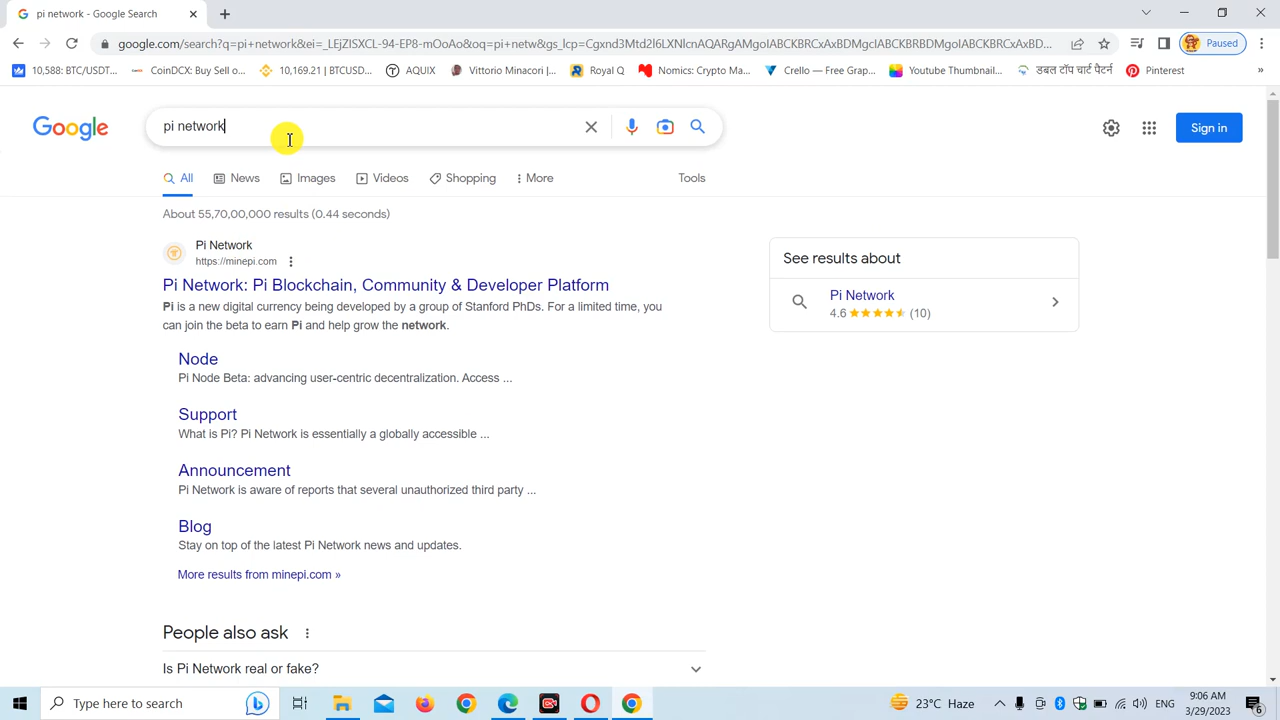 pi network - Google Search
google.com/search?q=pi+network&ei=_LEjZISXCL-94-EP8-mOoAo&oq=pi+netw&gs_lcp=Cgxnd3Mtd2l6LXNlcnAQARgAMgoIABCKBRCxAxBDMgcIABCKBRBDMgoIABCKBRCxAxBD...
Paused
10,588: BTC/USDT...
CoinDCX: Buy Sell o...
10,169.21 | BTCUSD...
AQUIX
Vittorio Minacori |...
Royal Q
Nomics: Crypto Ma...
Crello — Free Grap...
Youtube Thumbnail...
डबल टॉप चार्ट पैटर्न
Pinterest
»
Google
pi network
Sign in
All
News
Images
Videos
Shopping
More
Tools
About 55,70,00,000 results (0.44 seconds)
Pi Network
https://minepi.com
Pi Network: Pi Blockchain, Community & Developer Platform
Pi is a new digital currency being developed by a group of Stanford PhDs. For a limited time, you
can join the beta to earn Pi and help grow the network.
Node
Pi Node Beta: advancing user-centric decentralization. Access ...
Support
What is Pi? Pi Network is essentially a globally accessible ...
Announcement
Pi Network is aware of reports that several unauthorized third party ...
Blog
Stay on top of the latest Pi Network news and updates.
More results from minepi.com »
See results about
Pi Network
4.6 (10)
People also ask
Is Pi Network real or fake?
Type here to search
23°C Haze
ENG
9:06 AM
3/29/2023
6